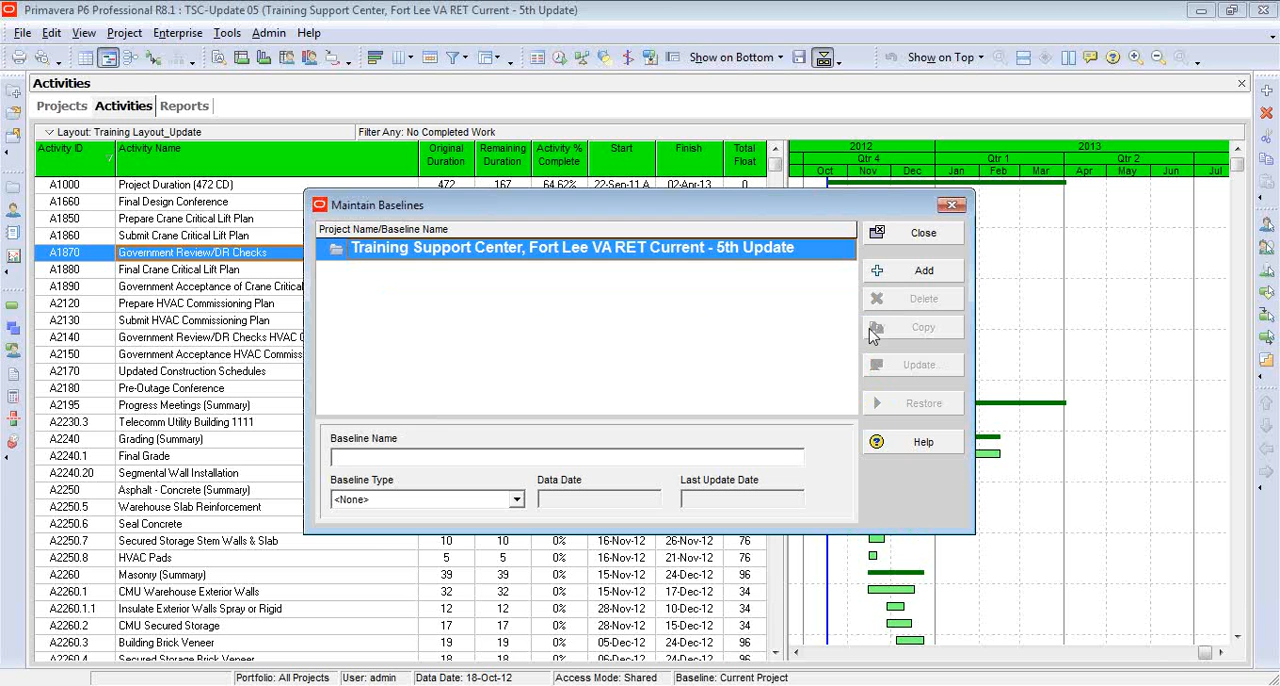 Primavera P6 Professional R8.1 : TSC-Update 05 (Training Support Center, Fort Lee VA RET Current - 5th Update)
File Edit View Project Enterprise Tools Admin Help
Show on Bottom Show on Top
Activities
Projects Activities Reports
Layout: Training Layout_Update Filter Any: No Completed Work
Activity ID Activity Name Original Duration Remaining Duration Activity % Complete Start Finish Total Float
2012 2013
Qtr 4 Qtr 1 Qtr 2
Oct Nov Dec Jan Feb Mar Apr May Jun Jul
A1000 Project Duration (472 CD) 472 167 64.62% 22-Sep-11 A 02-Apr-13 0
A1660 Final Design Conference
A1850 Prepare Crane Critical Lift Plan
A1860 Submit Crane Critical Lift Plan
A1870 Government Review/DR Checks
A1880 Final Crane Critical Lift Plan
A1890 Government Acceptance of Crane Critical
A2120 Prepare HVAC Commissioning Plan
A2130 Submit HVAC Commissioning Plan
A2140 Government Review/DR Checks HVAC
A2150 Government Acceptance HVAC Commiss
A2170 Updated Construction Schedules
A2180 Pre-Outage Conference
A2195 Progress Meetings (Summary)
A2230.3 Telecomm Utility Building 1111
A2240 Grading (Summary)
A2240.1 Final Grade
A2240.20 Segmental Wall Installation
A2250 Asphalt - Concrete (Summary)
A2250.5 Warehouse Slab Reinforcement
A2250.6 Seal Concrete
A2250.7 Secured Storage Stem Walls & Slab 10 10 0% 16-Nov-12 26-Nov-12 76
A2250.8 HVAC Pads 5 5 0% 16-Nov-12 21-Nov-12 76
A2260 Masonry (Summary) 39 39 0% 15-Nov-12 24-Dec-12 96
A2260.1 CMU Warehouse Exterior Walls 32 32 0% 15-Nov-12 17-Dec-12 34
A2260.1.1 Insulate Exterior Walls Spray or Rigid 12 12 0% 28-Nov-12 10-Dec-12 34
A2260.2 CMU Secured Storage 17 17 0% 28-Nov-12 15-Dec-12 34
A2260.3 Building Brick Veneer 19 19 0% 05-Dec-12 24-Dec-12 34
A2260.4 Secured Storage Brick Veneer 18 18 0% 06-Dec-12 24-Dec-12 96
Maintain Baselines
Project Name/Baseline Name
Training Support Center, Fort Lee VA RET Current - 5th Update
Close
Add
Delete
Copy
Update..
Restore
Help
Baseline Name
Baseline Type Data Date Last Update Date
<None>
Portfolio: All Projects User: admin Data Date: 18-Oct-12 Access Mode: Shared Baseline: Current Project